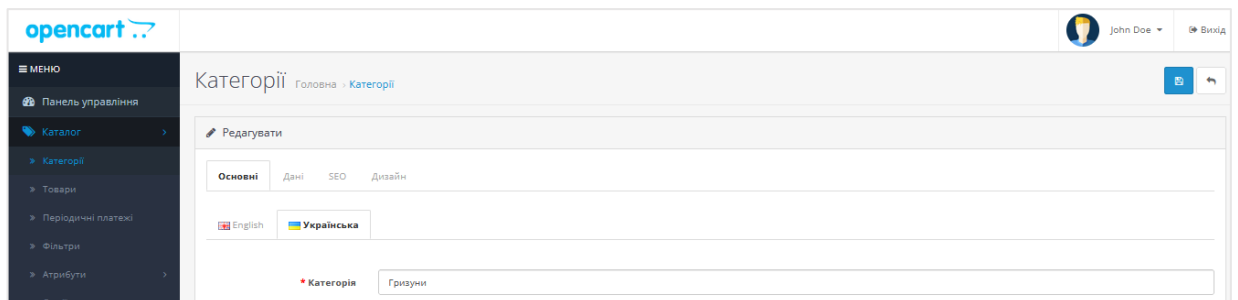 opencart
John Doe
Вихід
МЕНЮ
Категорії
Головна › Категорії
Панель управління
Каталог
Редагувати
Категорії
Основні
Дані
SEO
Дизайн
Товари
Періодичні платежі
English
Українська
Фільтри
Атрибути
* Категорія
Гризуни